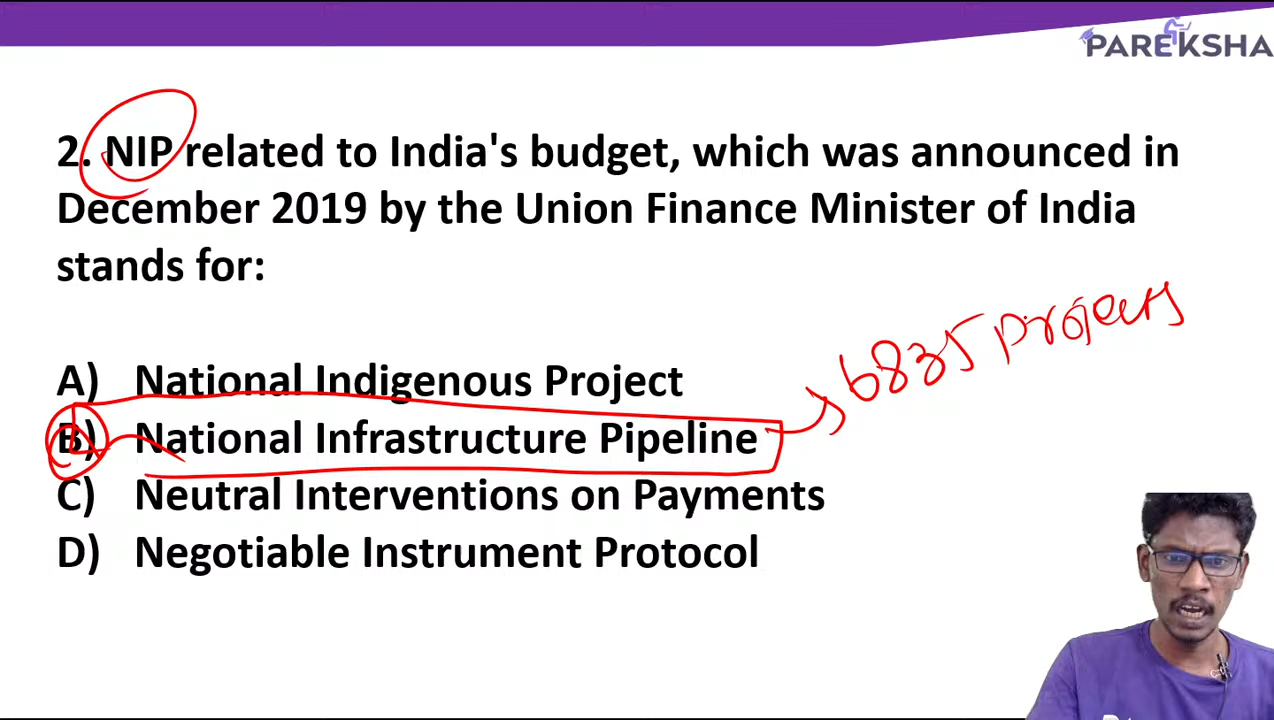 PAREKSHA
2. NIP related to India's budget, which was announced in
December 2019 by the Union Finance Minister of India
stands for:
6835 projects
A) National Indigenous Project
B) National Infrastructure Pipeline
C) Neutral Interventions on Payments
D) Negotiable Instrument Protocol